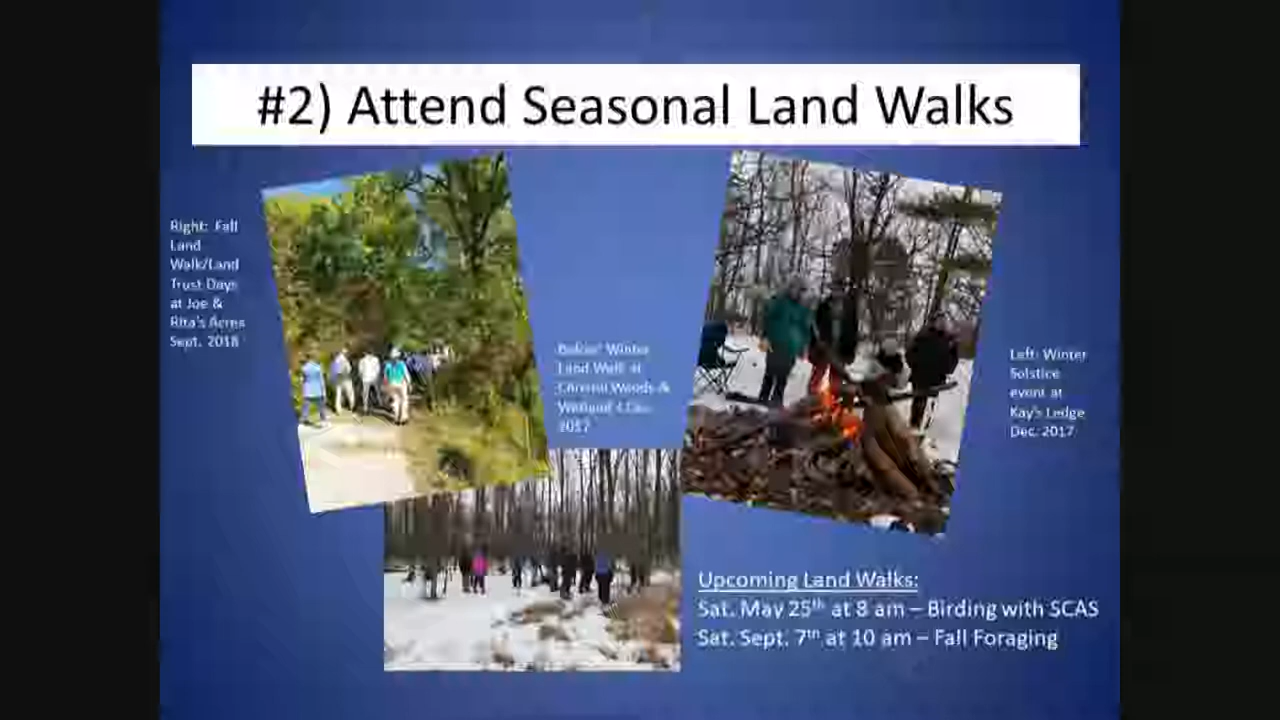 #2) Attend Seasonal Land Walks
Right: Fall
Land
Walk/Land
Trust Days
at Joe &
Rita's Acres
Sept. 2018
Winter
Land Walk at
Woods &
Wetland
2017
Left: Winter
Solstice
event at
Kay's Ledge
Dec. 2017
Upcoming Land Walks:
Sat. May 25th at 8 am – Birding with SCAS
Sat. Sept. 7th at 10 am – Fall Foraging